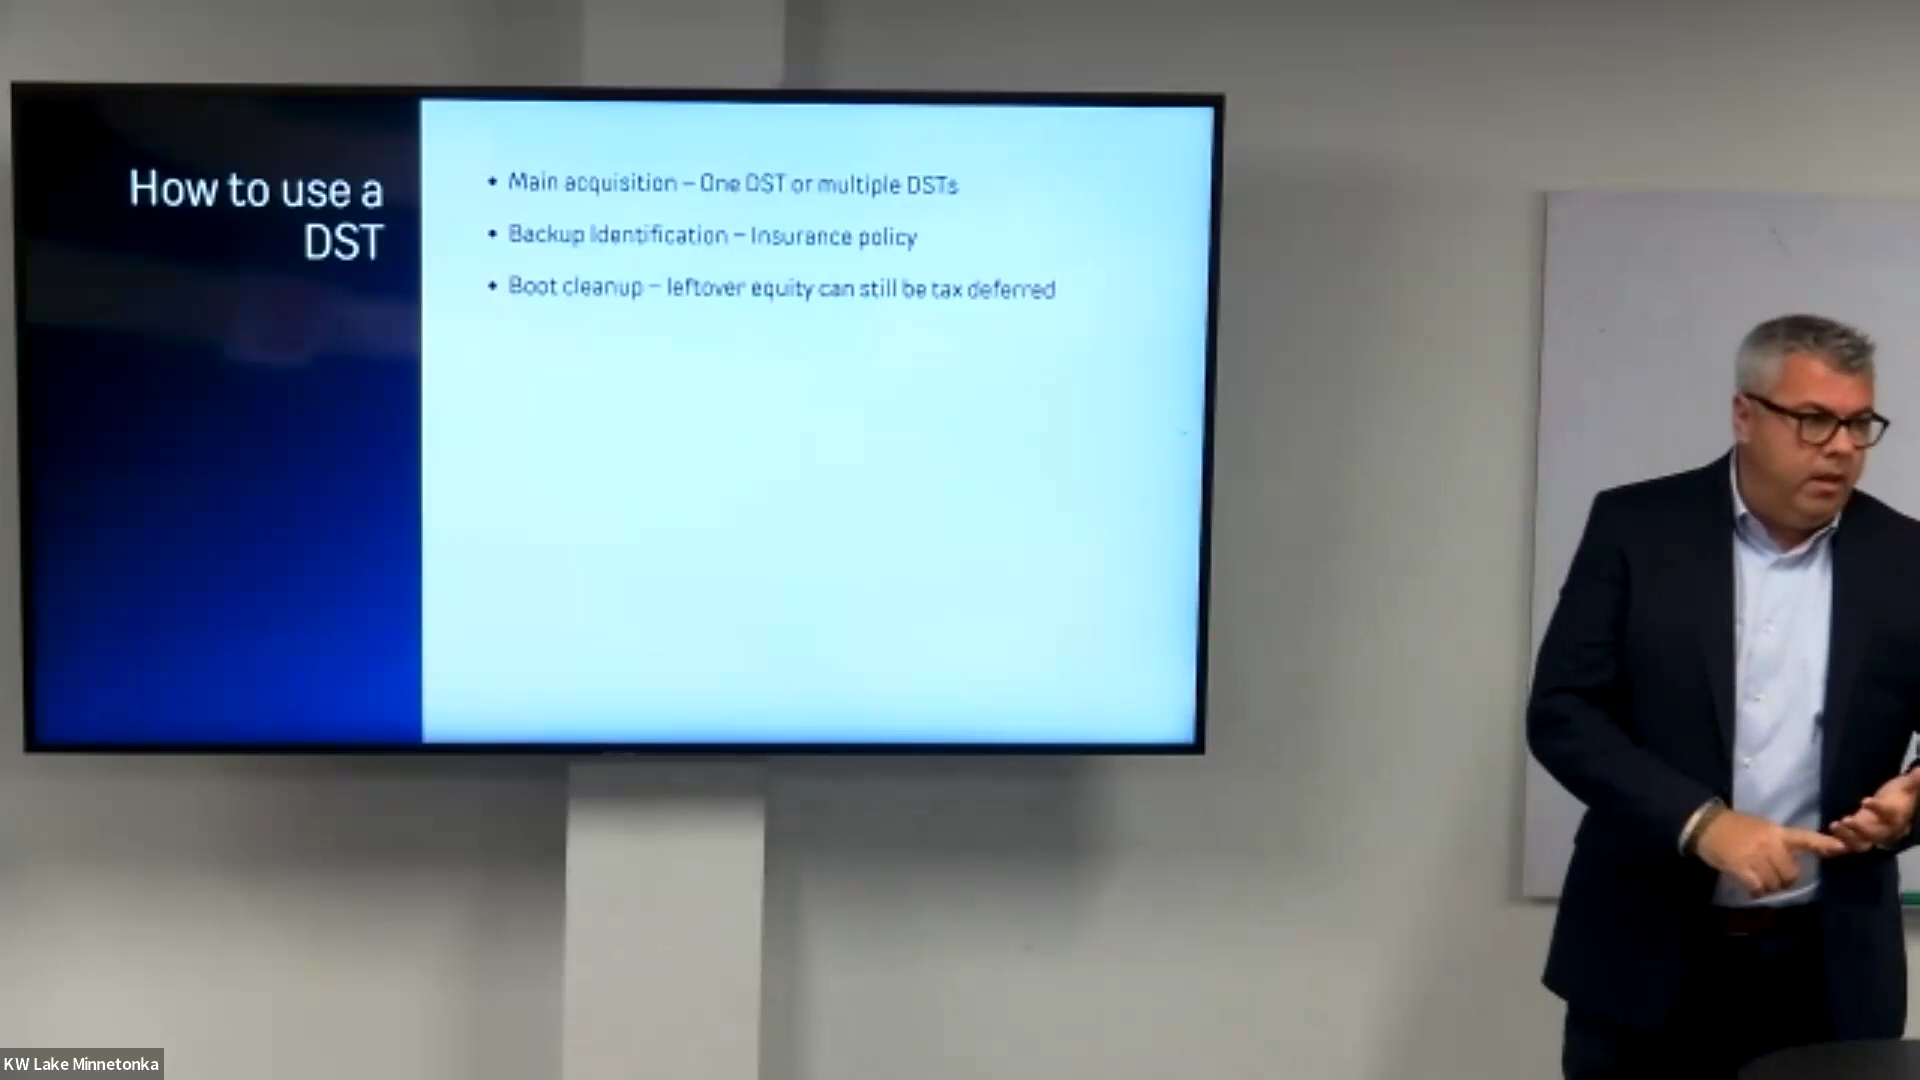 How to use a
DST
• Main acquisition – One DST or multiple DSTs
• Backup Identification – Insurance policy
• Boot cleanup – leftover equity can still be tax deferred
KW Lake Minnetonka